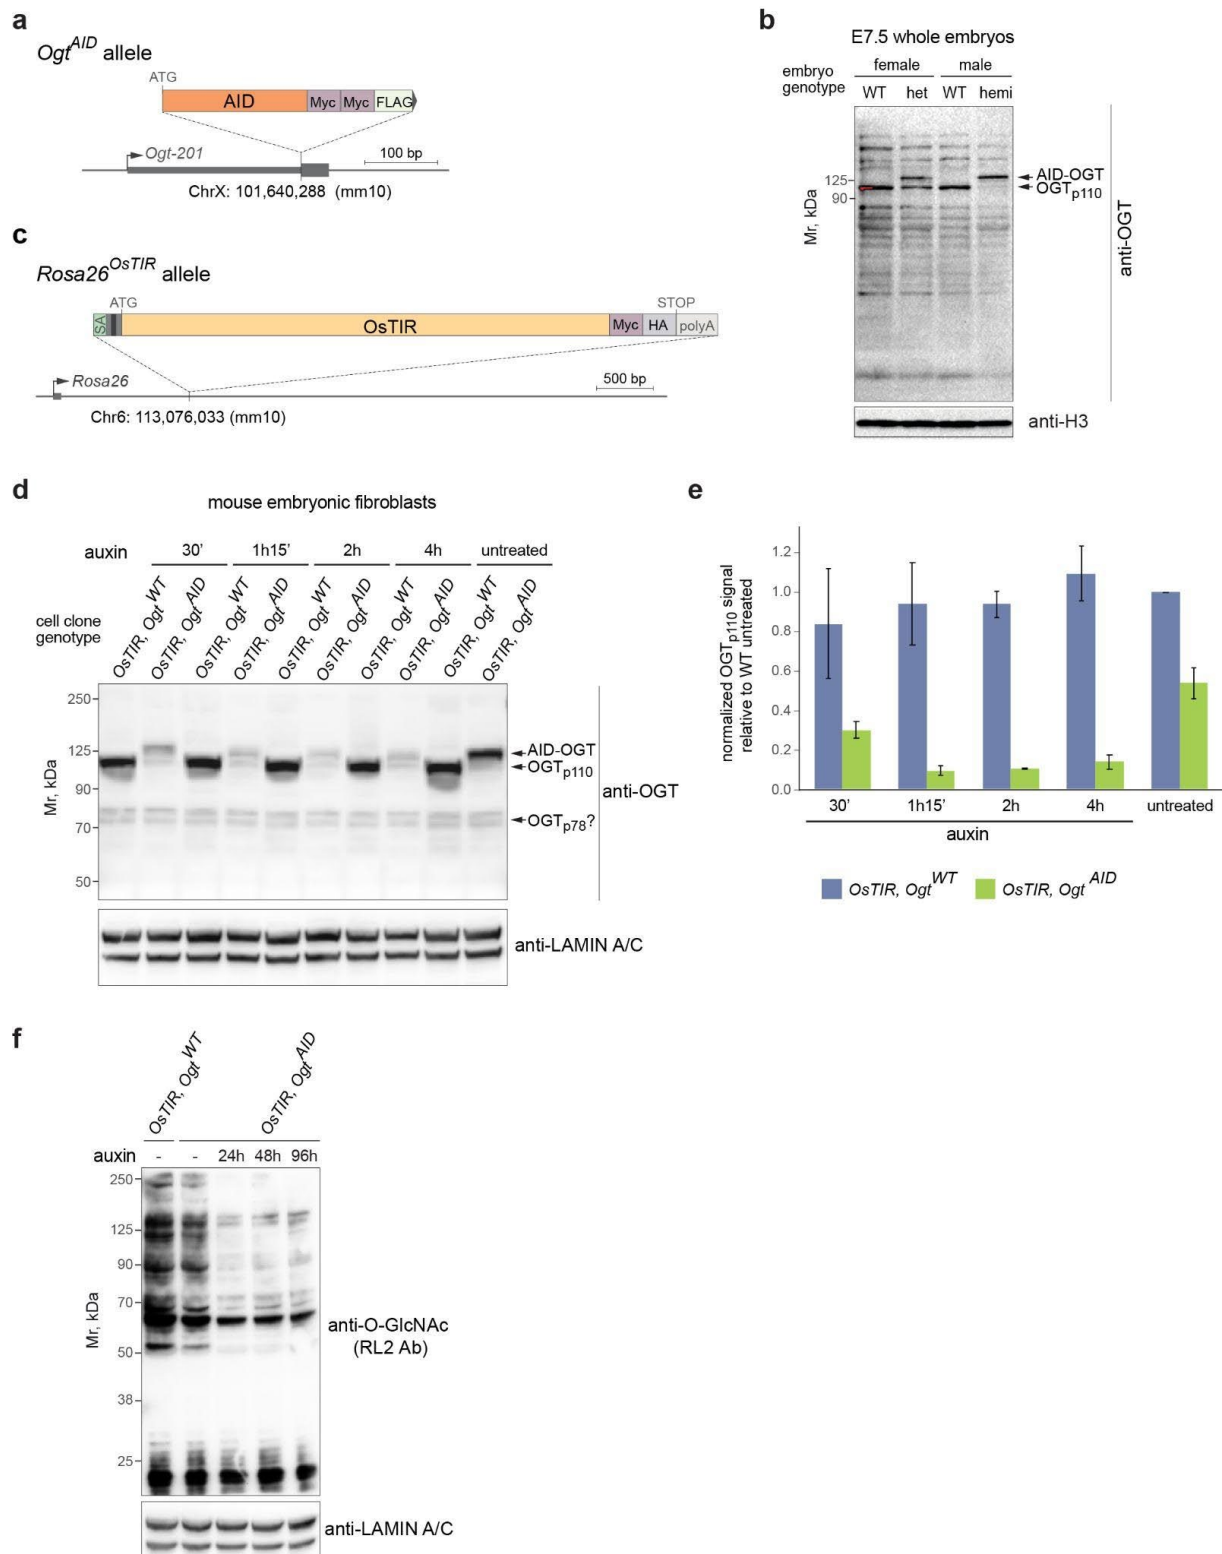 a
Ogt^AID allele
ATG
AID Myc Myc FLAG
Ogt-201
100 bp
ChrX: 101,640,288 (mm10)
b
E7.5 whole embryos
embryo genotype
female male
WT het WT hemi
Mr, kDa
125
90
AID-OGT
OGTp110
anti-OGT
anti-H3
c
Rosa26^OsTIR allele
ATG STOP
SA OsTIR Myc HA polyA
Rosa26
500 bp
Chr6: 113,076,033 (mm10)
d
mouse embryonic fibroblasts
auxin 30' 1h15' 2h 4h untreated
cell clone genotype
OsTIR, Ogt^WT
OsTIR, Ogt^AID
OsTIR, Ogt^WT
OsTIR, Ogt^AID
OsTIR, Ogt^WT
OsTIR, Ogt^AID
OsTIR, Ogt^WT
OsTIR, Ogt^AID
OsTIR, Ogt^WT
OsTIR, Ogt^AID
Mr, kDa
250
125
90
70
50
AID-OGT
OGTp110
OGTp78?
anti-OGT
anti-LAMIN A/C
e
normalized OGTp110 signal
relative to WT untreated
1.2
1.0
0.8
0.6
0.4
0.2
0.0
30' 1h15' 2h 4h untreated
auxin
OsTIR, Ogt^WT OsTIR, Ogt^AID
f
OsTIR, Ogt^WT
OsTIR, Ogt^AID
auxin - - 24h 48h 96h
Mr, kDa
250
125
90
70
50
38
25
anti-O-GlcNAc
(RL2 Ab)
anti-LAMIN A/C